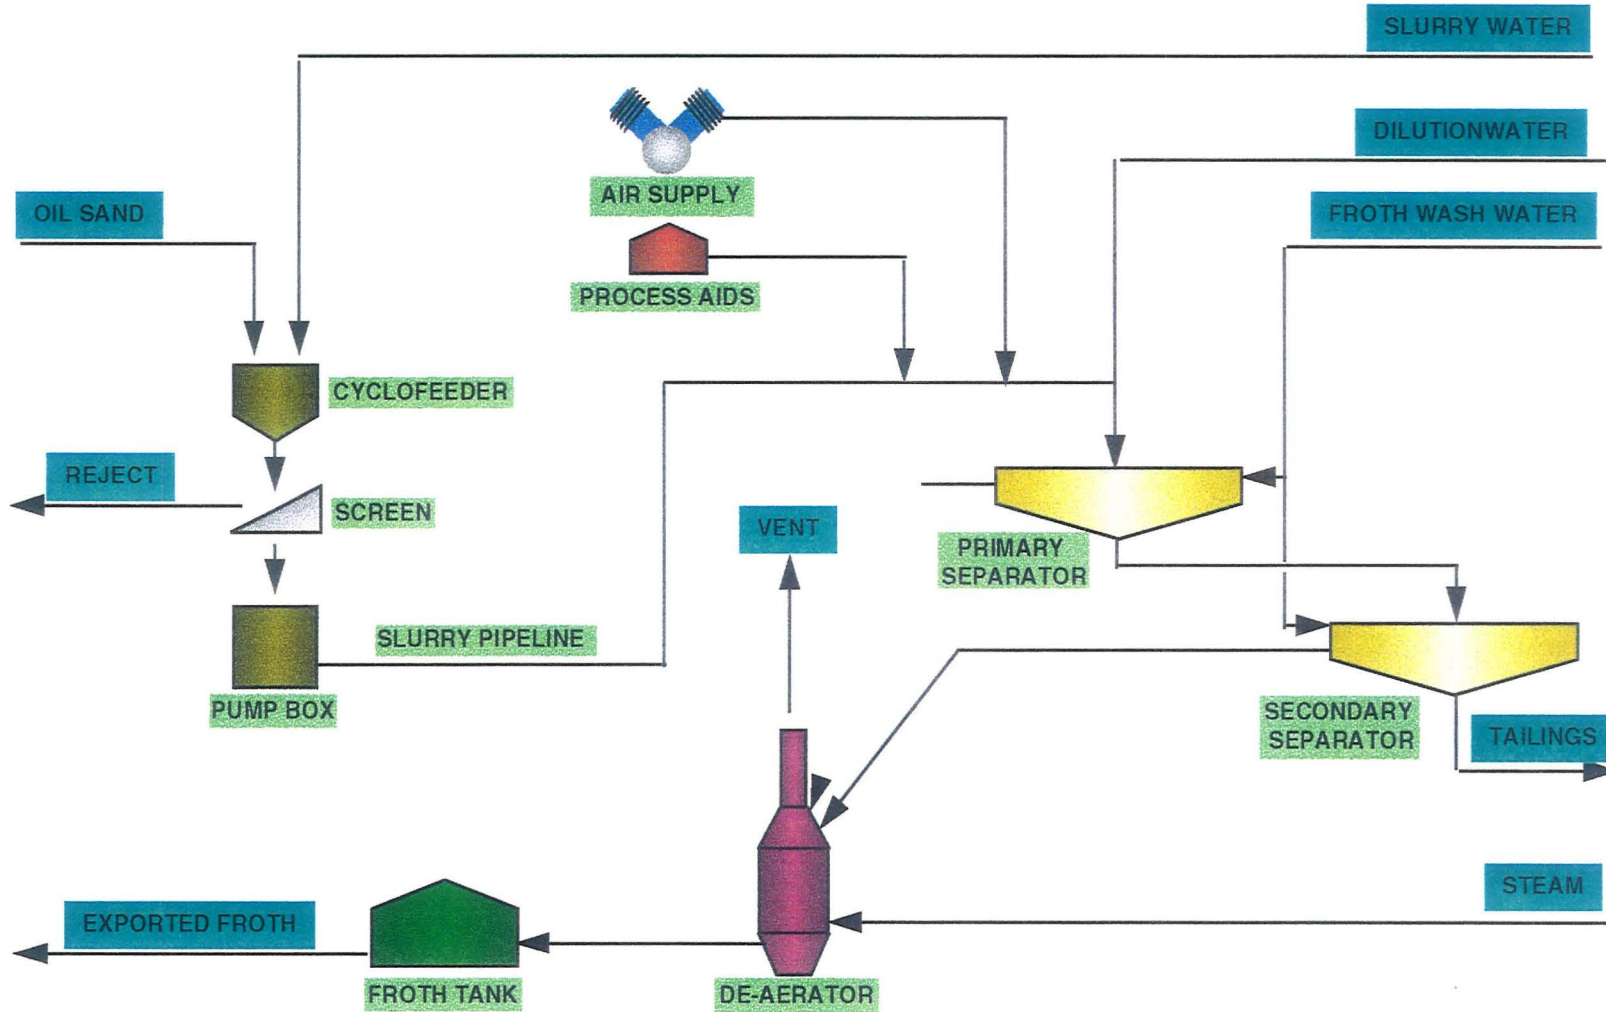 SLURRY WATER
DILUTIONWATER
AIR SUPPLY
OIL SAND
FROTH WASH WATER
PROCESS AIDS
CYCLOFEEDER
REJECT
SCREEN
VENT
PRIMARY
SEPARATOR
SLURRY PIPELINE
PUMP BOX
SECONDARY
SEPARATOR
TAILINGS
STEAM
EXPORTED FROTH
FROTH TANK
DE-AERATOR